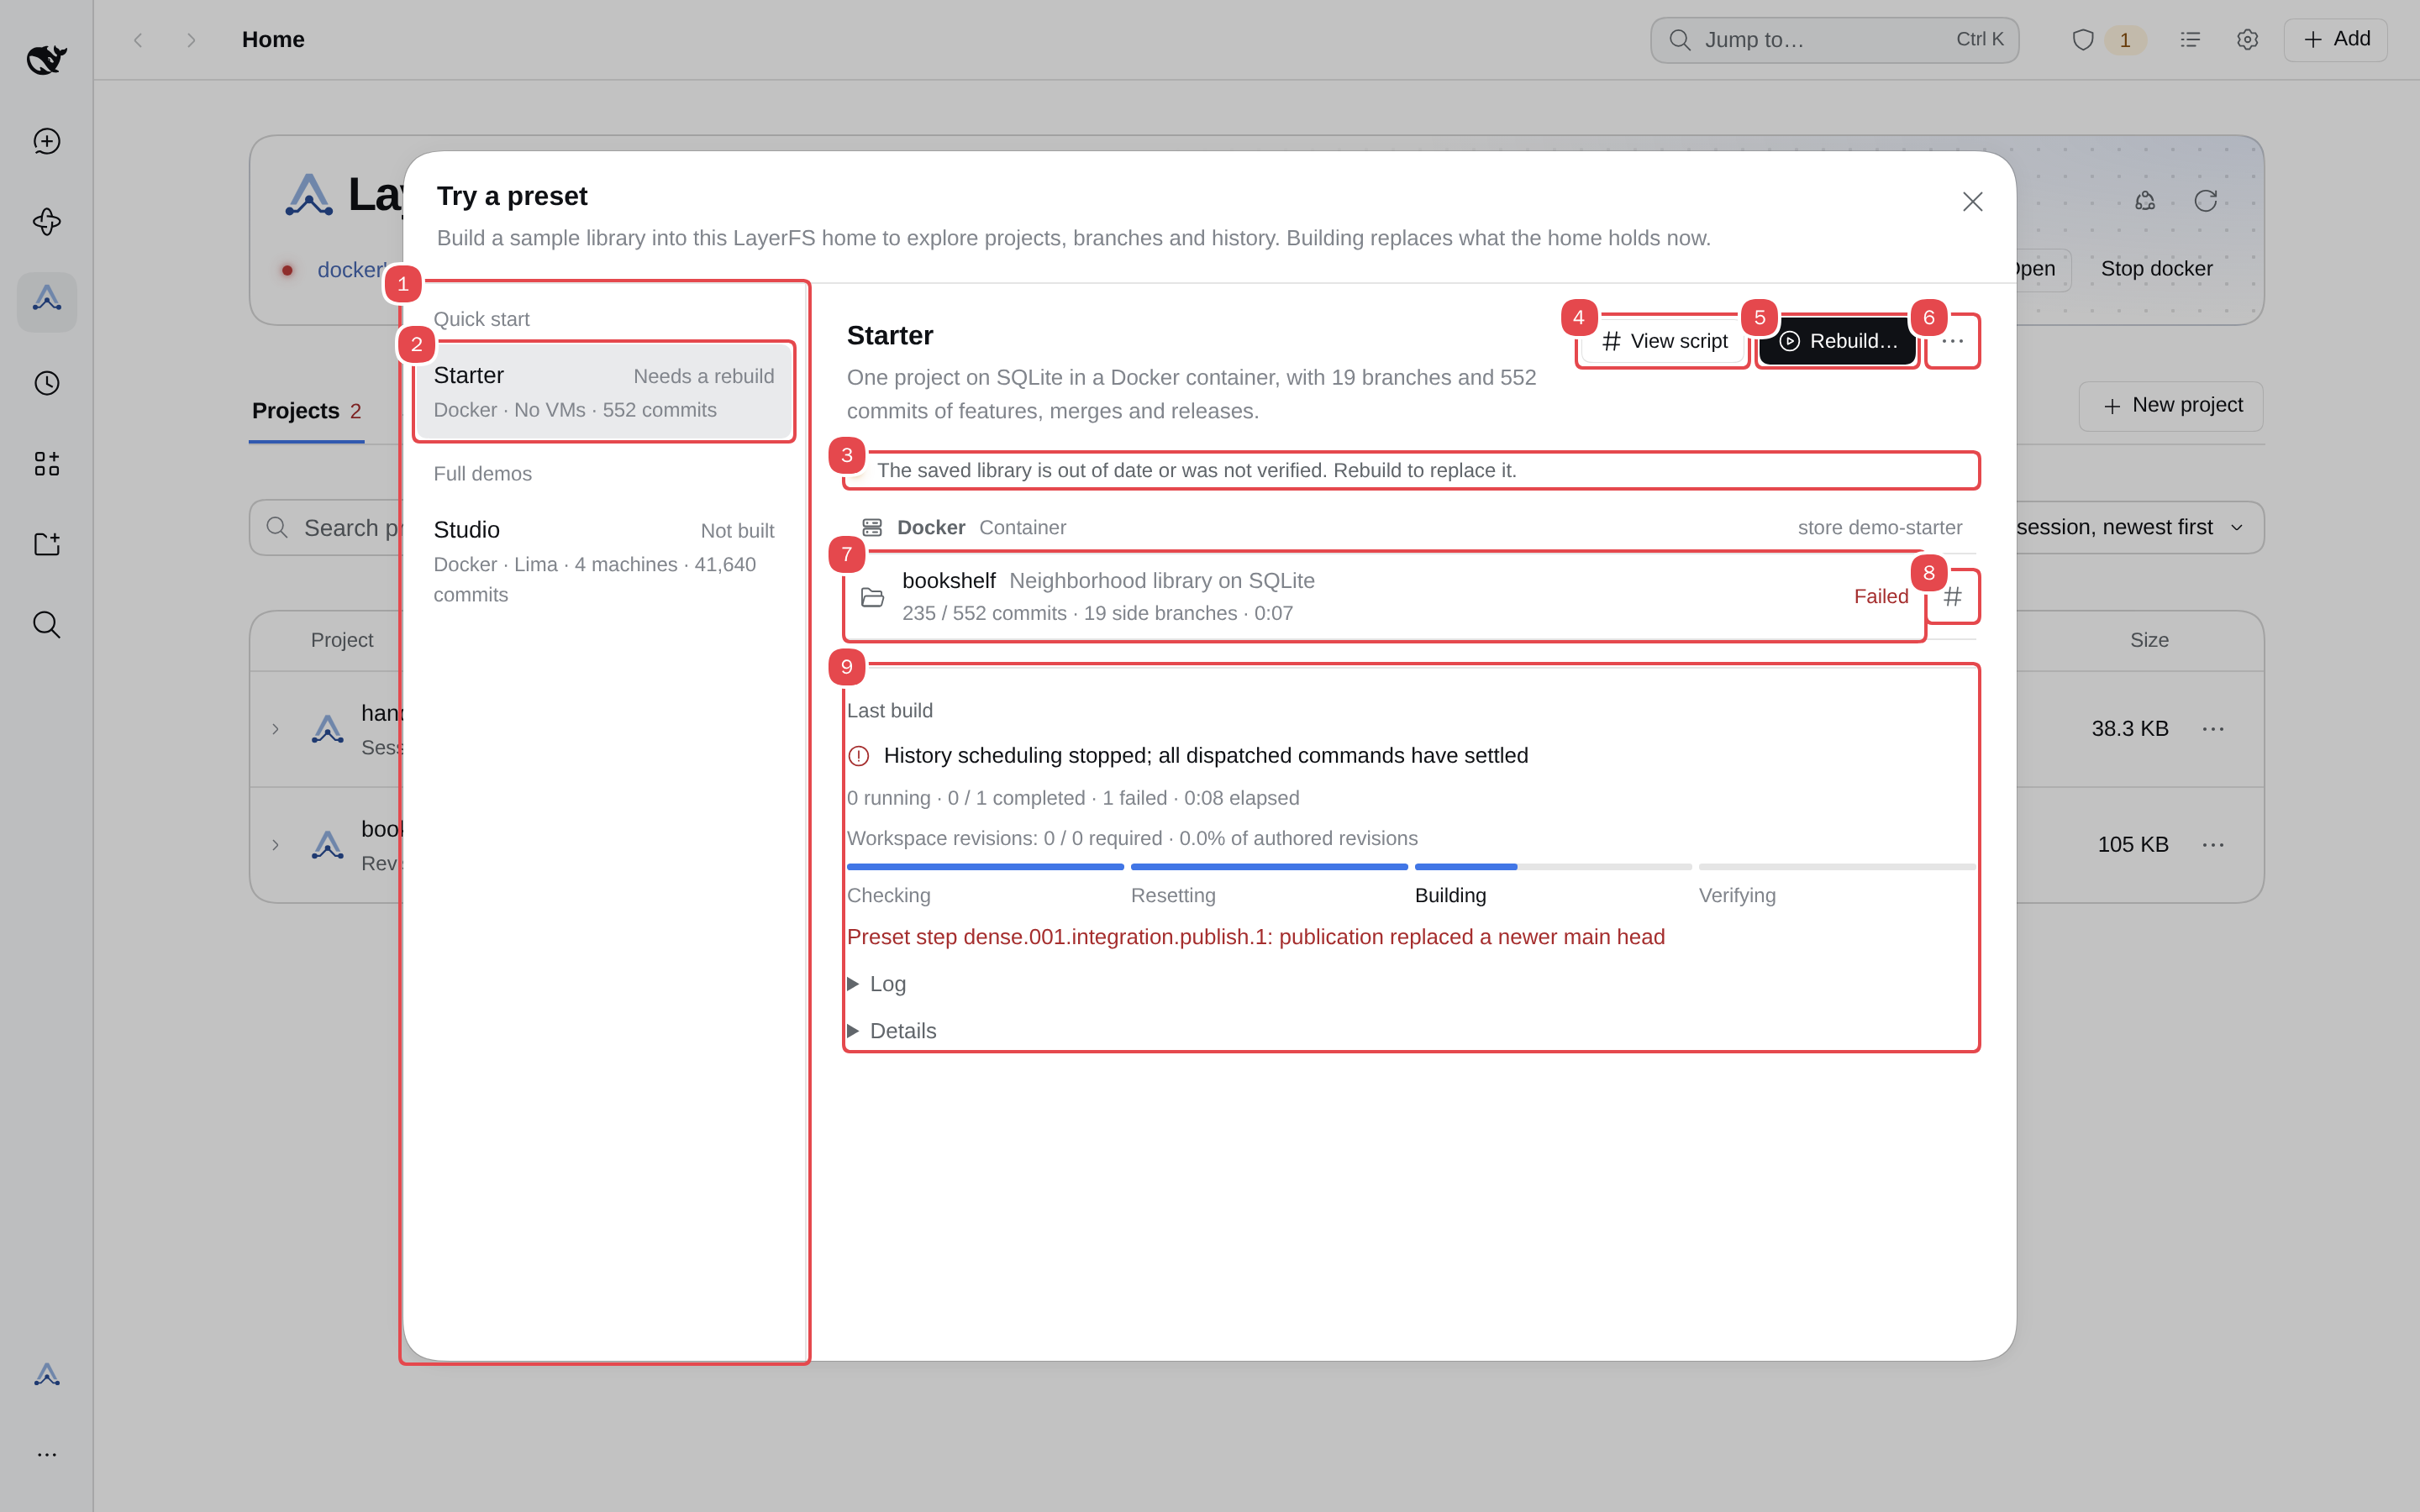 Home
Jump to…
Ctrl K
1
Add
Lay
docker
Open
Stop docker
Projects 2
New project
Search p
session, newest first
Project
Size
hand
Sess
38.3 KB
book
Revi
105 KB
Try a preset
Build a sample library into this LayerFS home to explore projects, branches and history. Building replaces what the home holds now.
1
Quick start
2
Starter
Needs a rebuild
Docker · No VMs · 552 commits
Full demos
Studio
Not built
Docker · Lima · 4 machines · 41,640
commits
Starter
4
View script
5
Rebuild…
6
One project on SQLite in a Docker container, with 19 branches and 552
commits of features, merges and releases.
3
The saved library is out of date or was not verified. Rebuild to replace it.
Docker Container
store demo-starter
7
bookshelf Neighborhood library on SQLite
235 / 552 commits · 19 side branches · 0:07
Failed
8
#
9
Last build
History scheduling stopped; all dispatched commands have settled
0 running · 0 / 1 completed · 1 failed · 0:08 elapsed
Workspace revisions: 0 / 0 required · 0.0% of authored revisions
Checking
Resetting
Building
Verifying
Preset step dense.001.integration.publish.1: publication replaced a newer main head
Log
Details